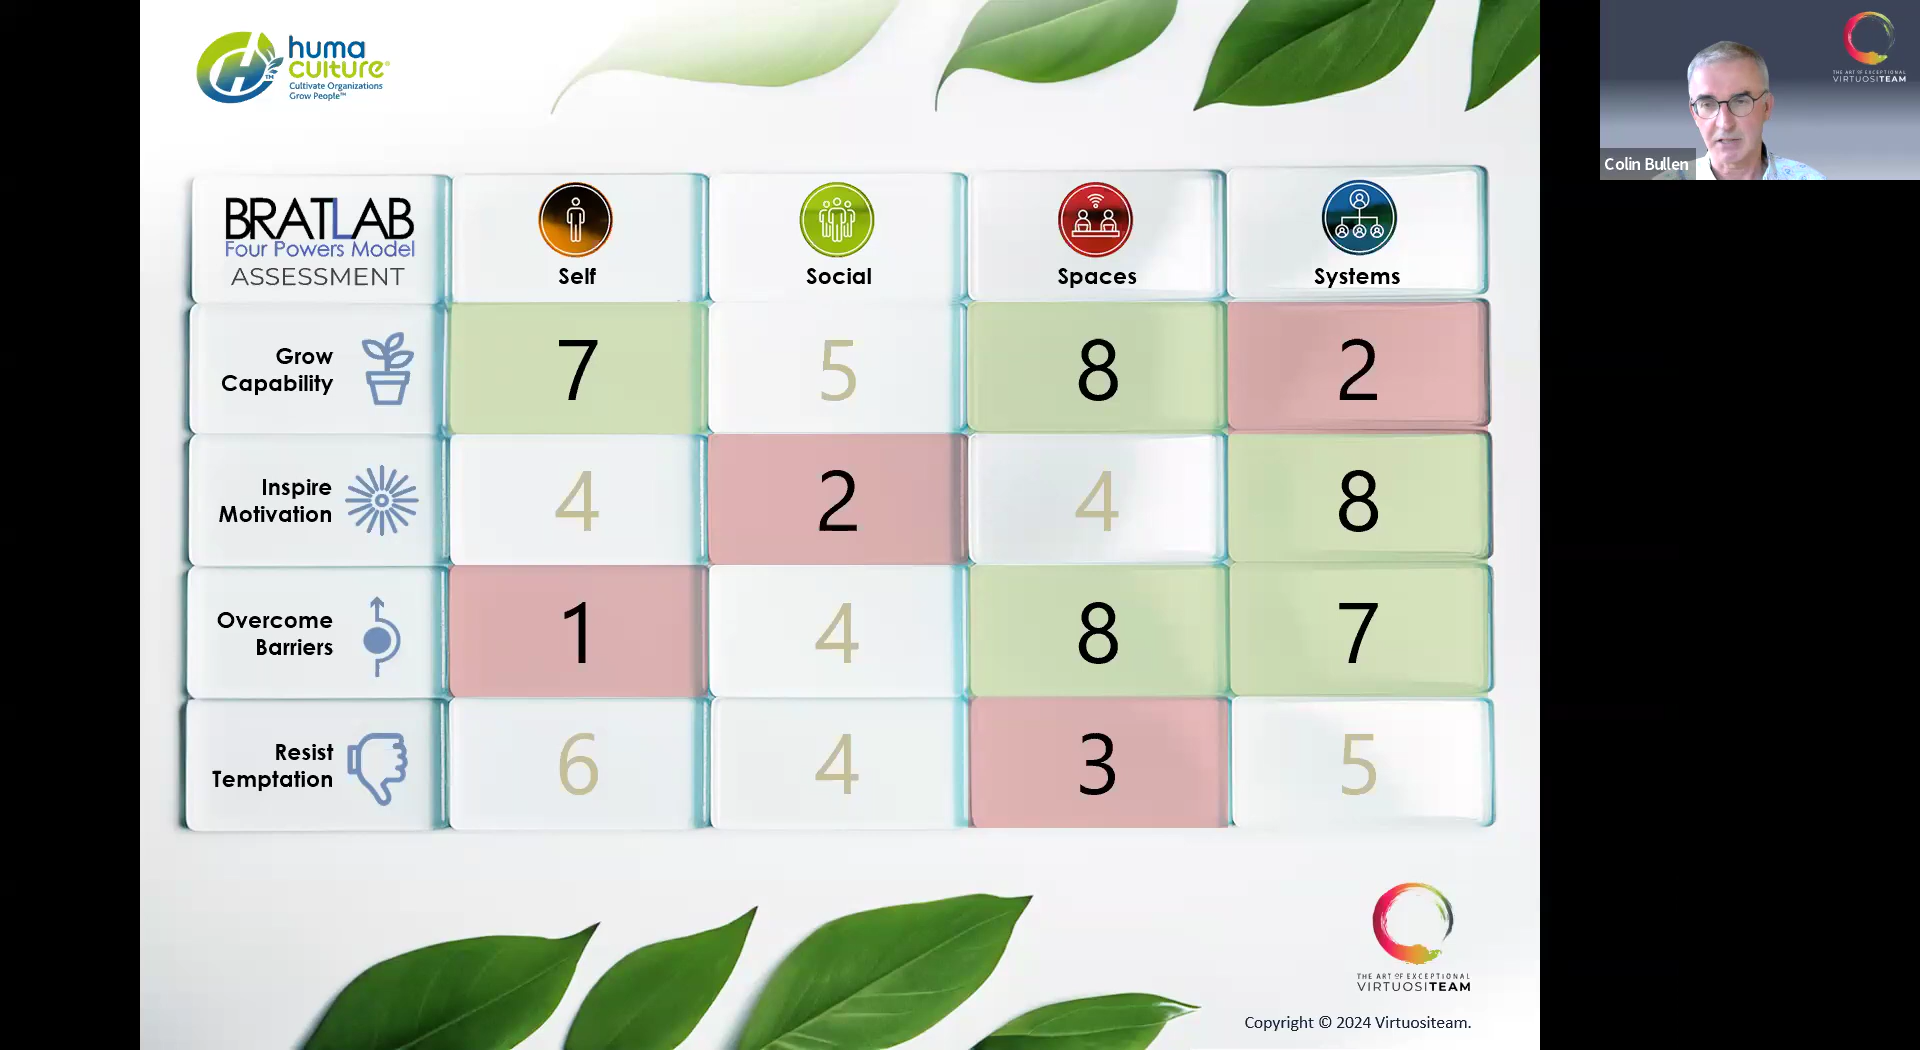 huma
culture®
Cultivate Organizations
Grow People℠
BRATLAB
Four Powers Model
ASSESSMENT
Self
Social
Spaces
Systems
Grow
Capability
7
5
8
2
Inspire
Motivation
4
2
4
8
Overcome
Barriers
1
4
8
7
Resist
Temptation
6
4
3
5
THE ART OF EXCEPTIONAL
VIRTUOSITEAM
Copyright © 2024 Virtuositeam.
THE ART OF EXCEPTIONAL
VIRTUOSITEAM
Colin Bullen